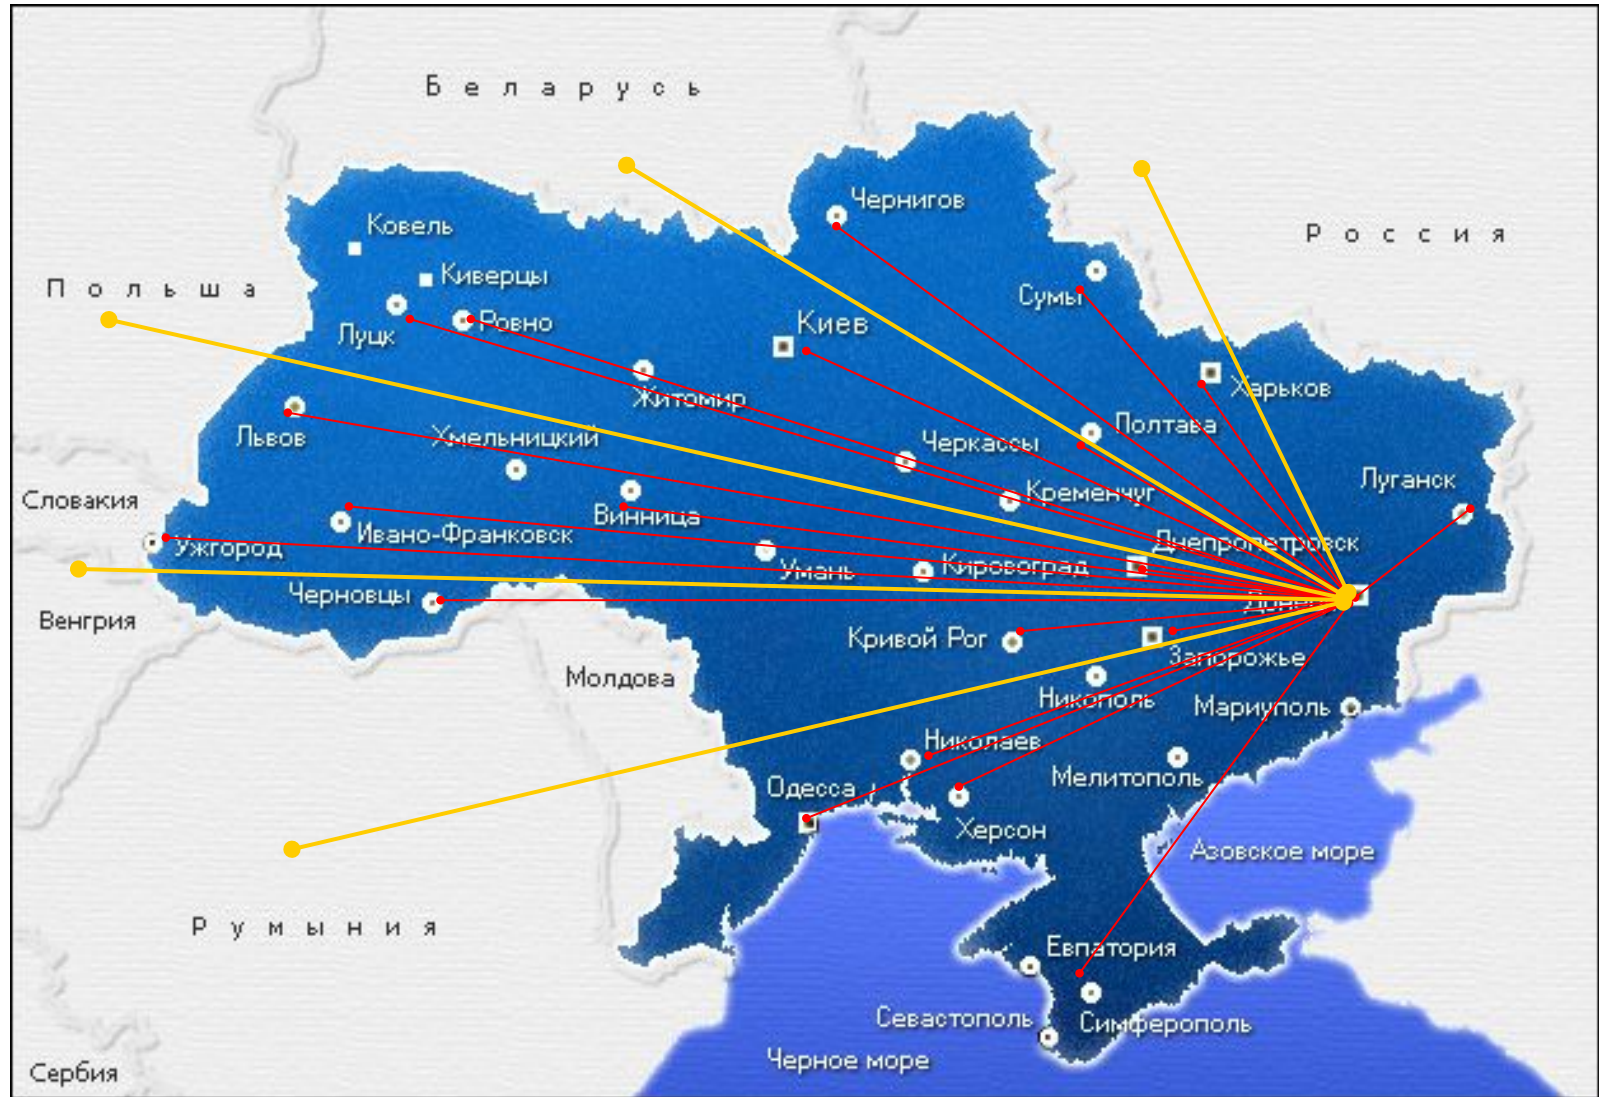 Беларусь
Чернигов
Ковель
Россия
Киверцы
Польша
Сумы
Луцк
Ровно
Киев
Житомир
Харьков
Львов
Хмельницкий
Черкассы
Полтава
Луганск
Словакия
Кременчуг
Винница
Ивано-Франковск
Ужгород
Днепропетровск
Умань
Кировоград
Черновцы
Венгрия
Кривой Рог
Запорожье
Молдова
Никополь
Мариуполь
Николаев
Мелитополь
Одесса
Херсон
Азовское море
Румыния
Евпатория
Севастополь
Симферополь
Черное море
Сербия